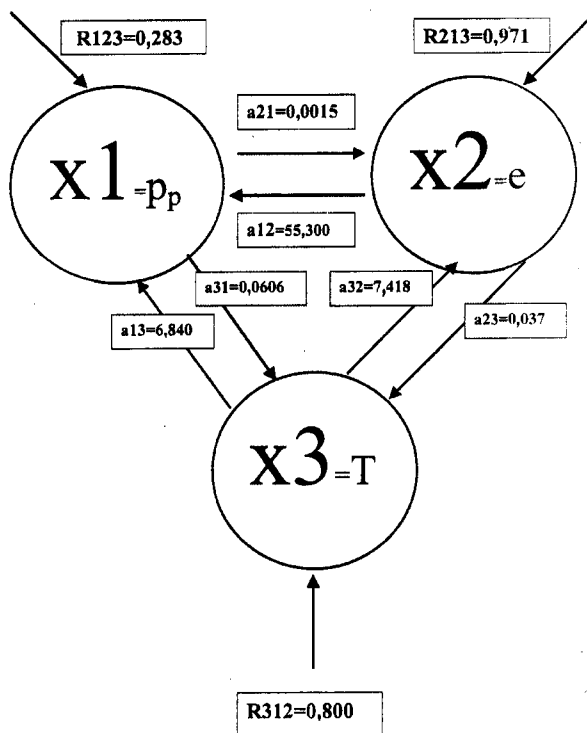 R123=0,283
R213=0,971
a21=0,0015
x1=pp
x2=e
a12=55,300
a31=0,0606
a32=7,418
a13=6,840
a23=0,037
x3=T
R312=0,800